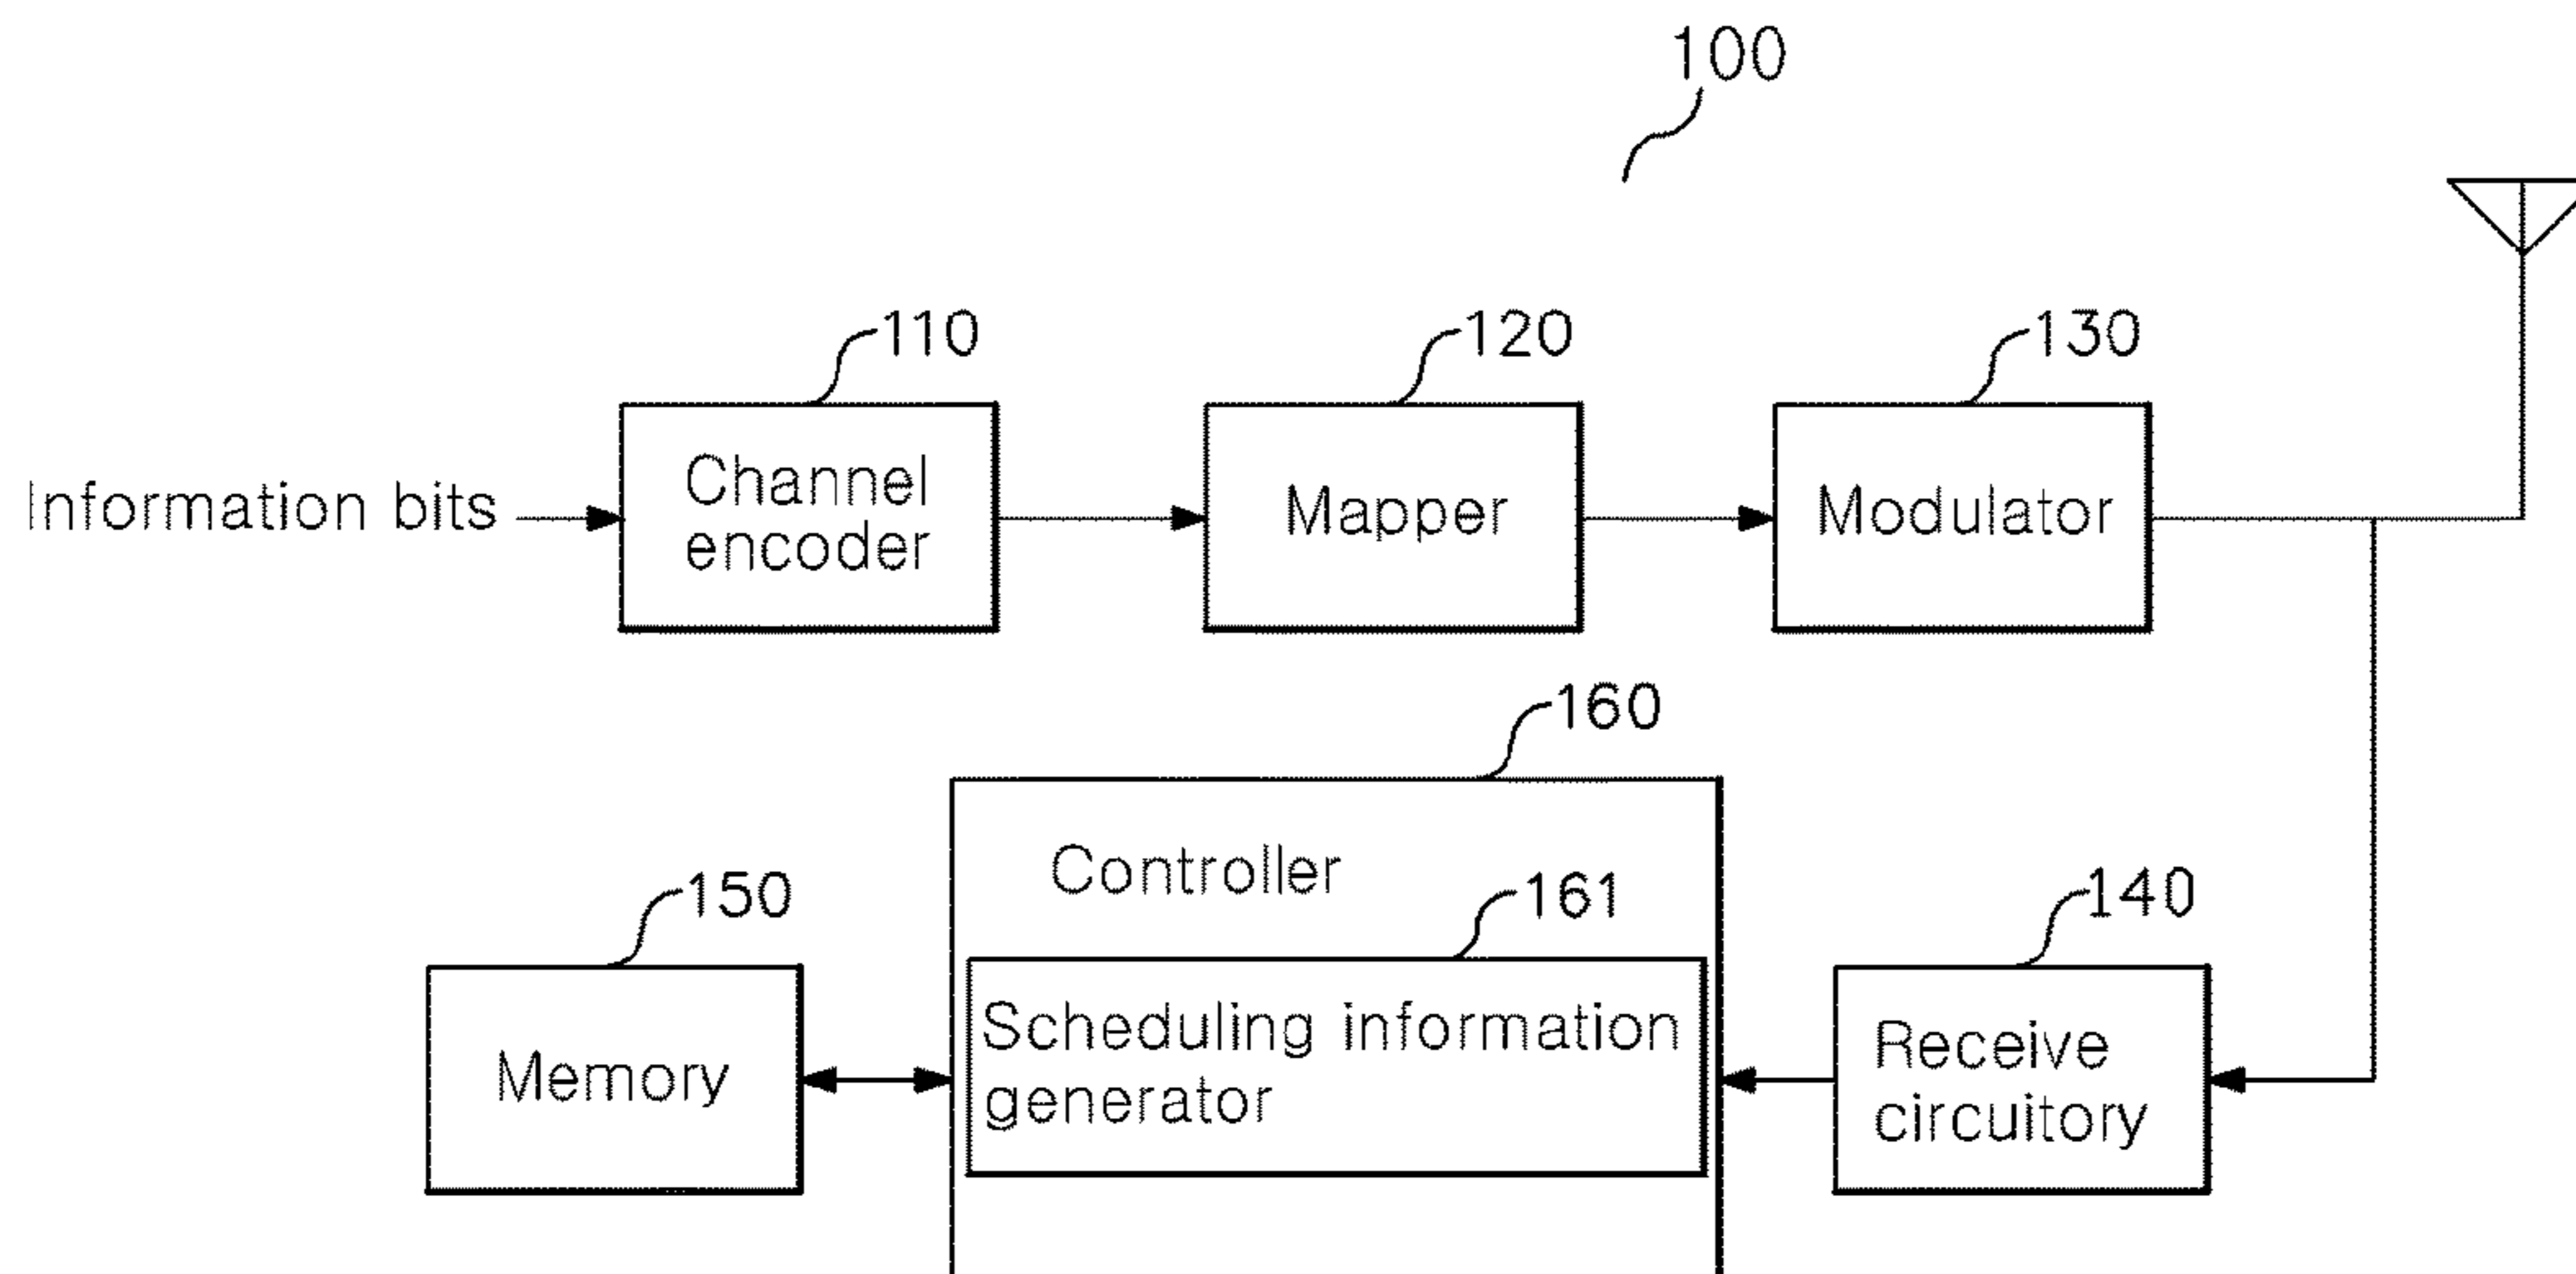 100
110
120
130
Information bits
Channel
encoder
Mapper
Modulator
160
Controller
150
161
140
Memory
Scheduling information
generator
Receive
circuitory